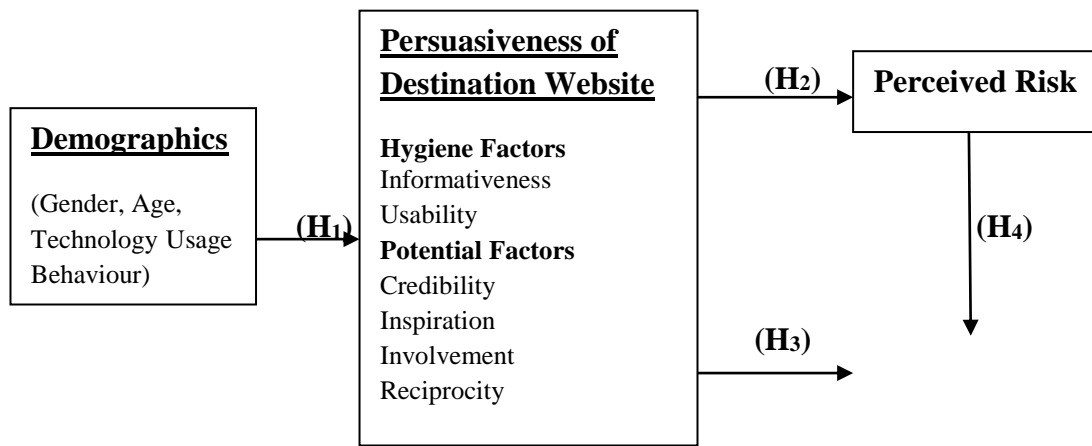 Demographics
(Gender, Age,
Technology Usage
Behaviour)
(H₁)
Persuasiveness of
Destination Website
Hygiene Factors
Informativeness
Usability
Potential Factors
Credibility
Inspiration
Involvement
Reciprocity
(H₂)
Perceived Risk
(H₃)
(H₄)